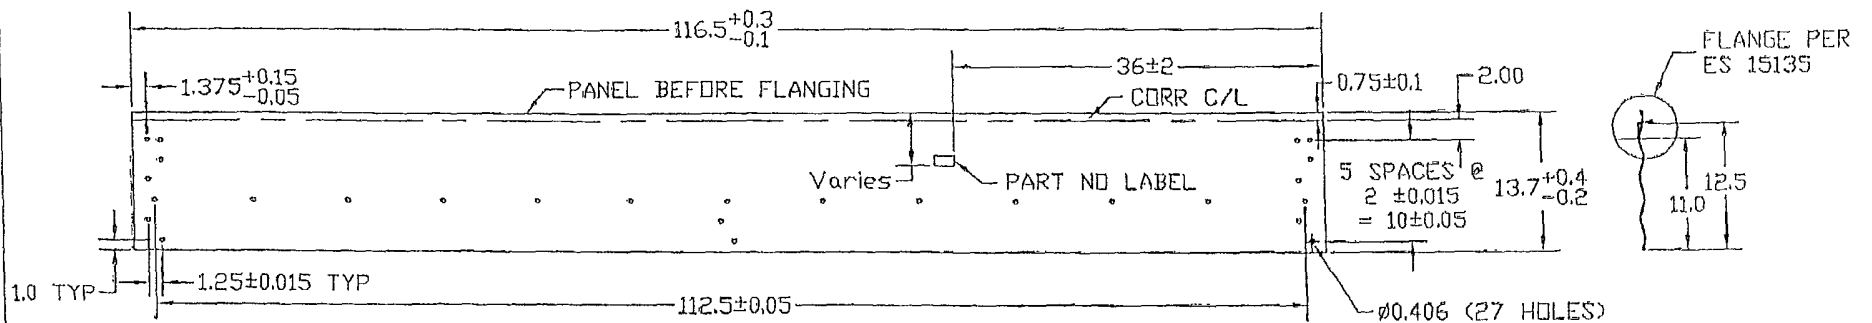 116.5+0.3
-0.1
FLANGE PER
ES 15135
1.375+0.15
-0.05
36±2
0.75±0.1
2.00
PANEL BEFORE FLANGING
CORR C/L
Varies
PART NO LABEL
5 SPACES @
2 ±0.015
= 10±0.05
13.7+0.4
-0.2
12.5
11.0
1.0 TYP
1.25±0.015 TYP
112.5±0.05
ø0.406 (27 HOLES)